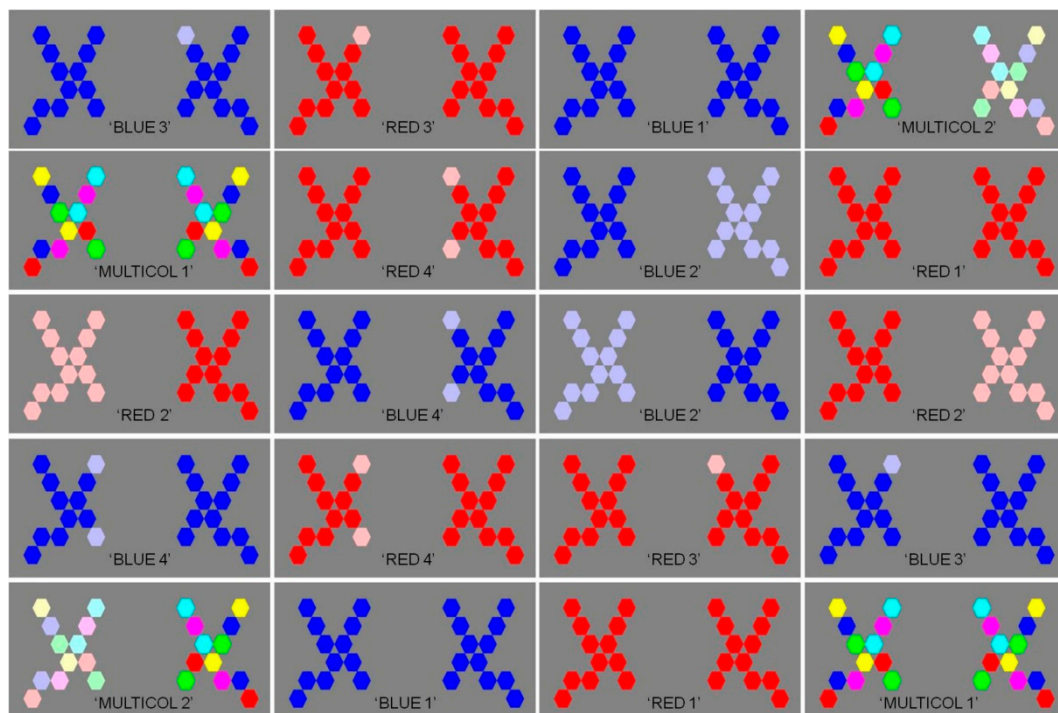 'BLUE 3'
'RED 3'
'BLUE 1'
'MULTICOL 2'
'MULTICOL 1'
'RED 4'
'BLUE 2'
'RED 1'
'RED 2'
'BLUE 4'
'BLUE 2'
'RED 2'
'BLUE 4'
'RED 4'
'RED 3'
'BLUE 3'
'MULTICOL 2'
'BLUE 1'
'RED 1'
'MULTICOL 1'